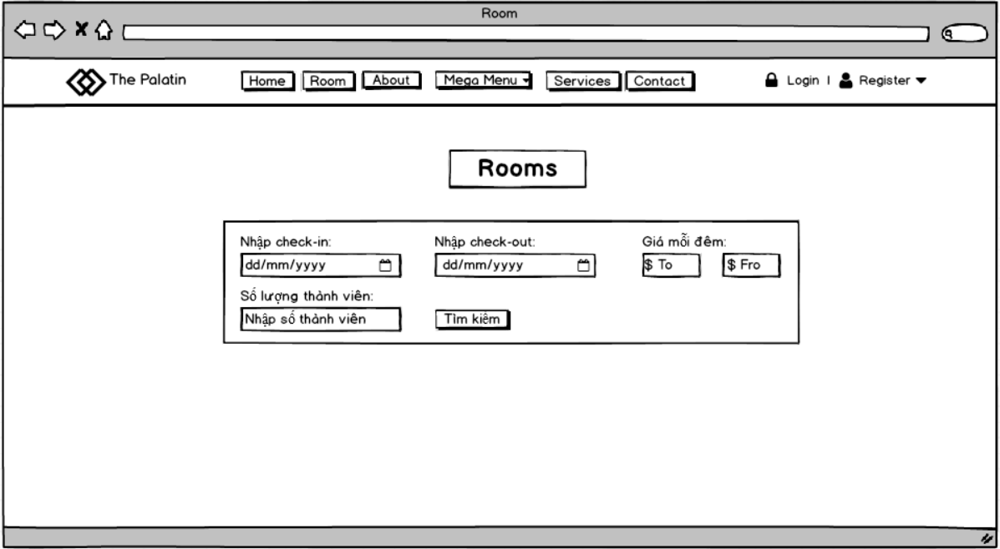 Room
The Palatin Home Room About Mega Menu Services Contact Login | Register
Rooms
Nhập check-in: Nhập check-out: Giá mỗi đêm:
dd/mm/yyyy dd/mm/yyyy $ To $ Fro
Số lượng thành viên:
Nhập số thành viên Tìm kiếm